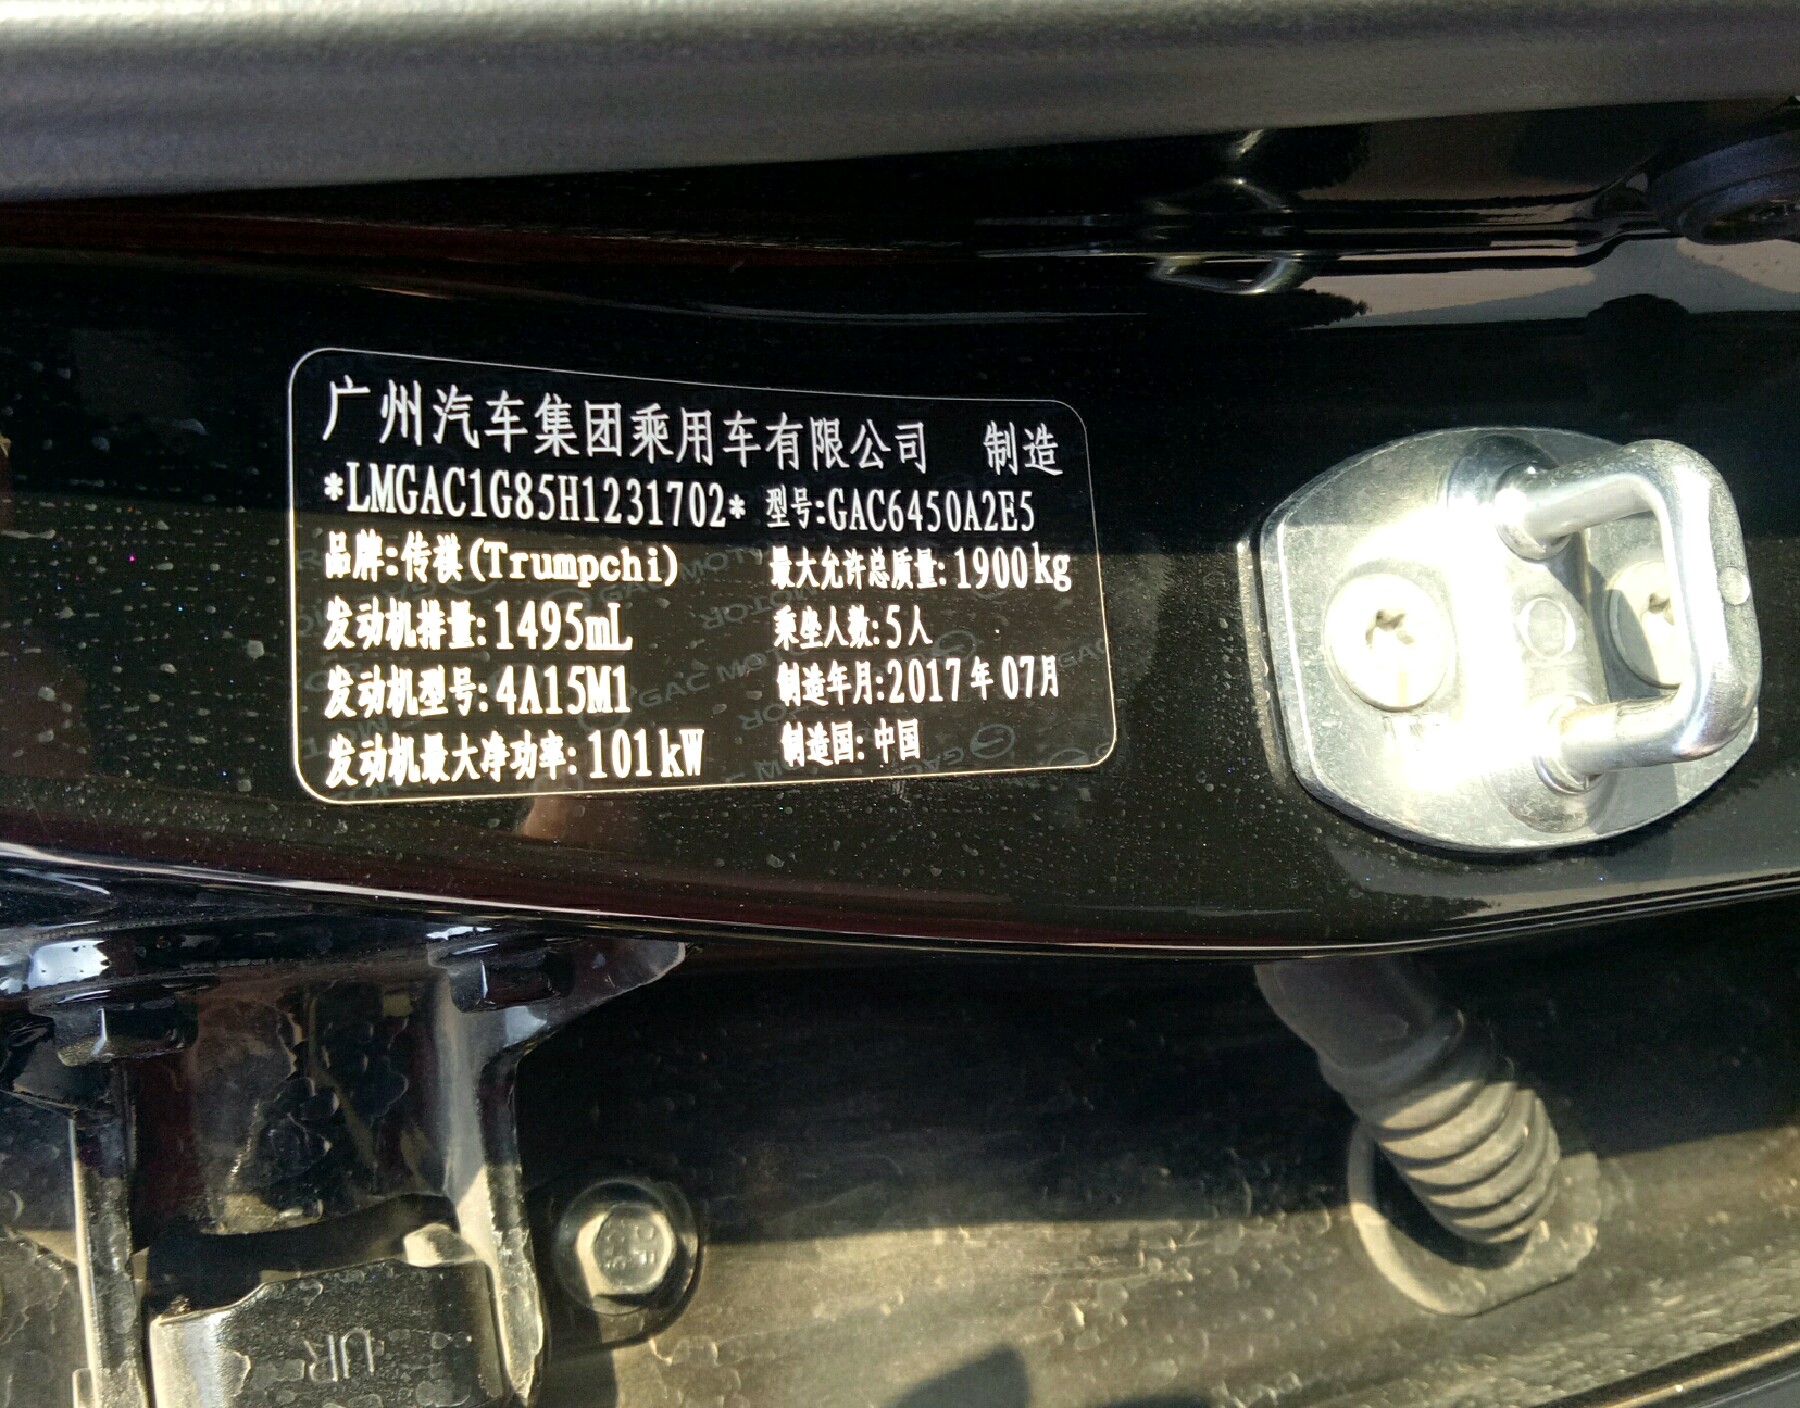 广州汽车集团乘用车有限公司 制造
*LMGAC1G85H1231702* 型号:GAC6450A2E5
品牌:传祺(Trumpchi) 最大允许总质量:1900kg
发动机排量:1495mL 乘坐人数:5人
发动机型号:4A15M1 制造年月:2017年07月
发动机最大净功率:101kW 制造国:中国
GAC MOTOR